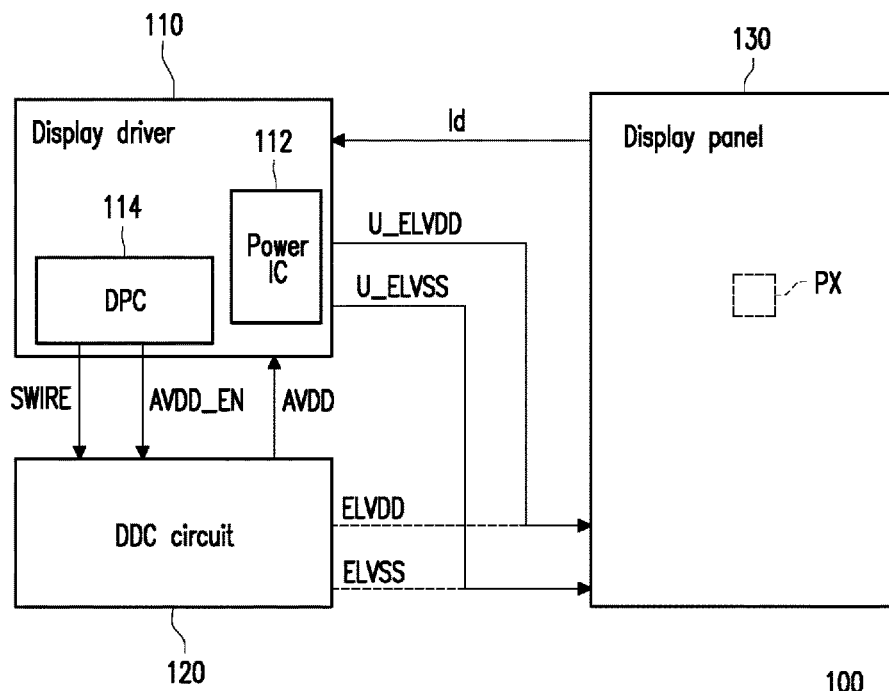 110
130
Display driver
Id
Display panel
112
114
Power
IC
U_ELVDD
DPC
U_ELVSS
PX
SWIRE
AVDD_EN
AVDD
ELVDD
DDC circuit
ELVSS
120
100